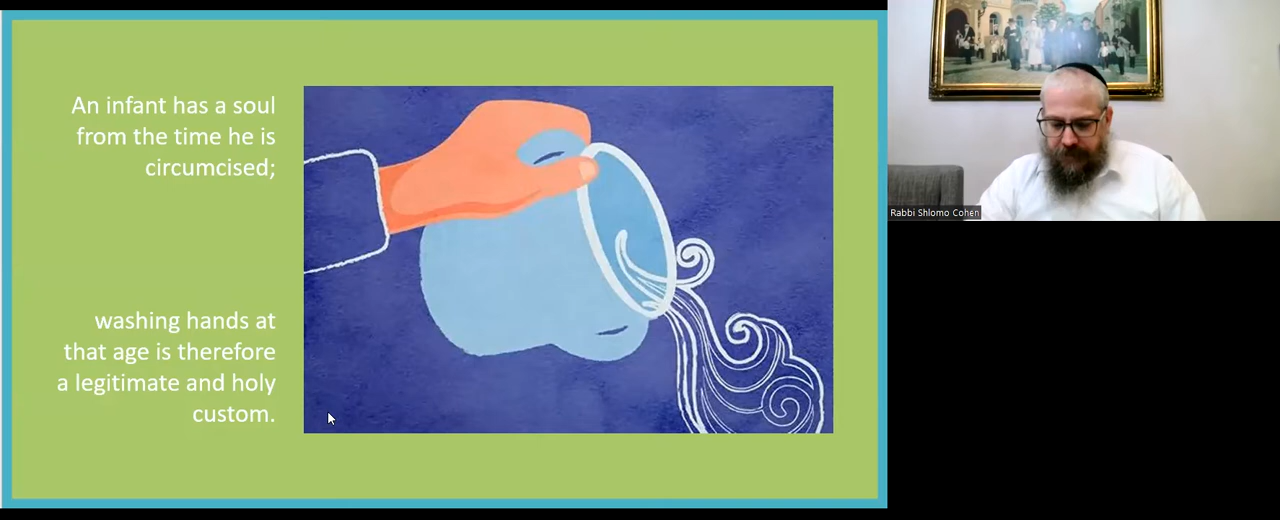 An infant has a soul
from the time he is
circumcised;
washing hands at
that age is therefore
a legitimate and holy
custom.
Rabbi Shlomo Cohen